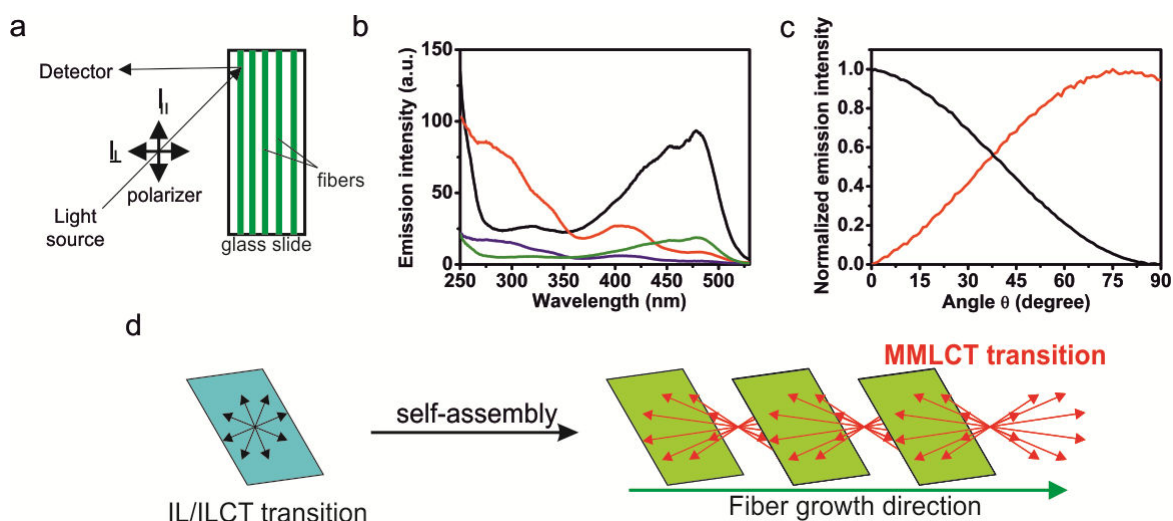 a
Detector
I||
I⊥
polarizer
fibers
Light
source
glass slide
b
Emission intensity (a.u.)
150
100
50
0
250 300 350 400 450 500
Wavelength (nm)
c
Normalized emission intensity
1.0
0.8
0.6
0.4
0.2
0.0
0 15 30 45 60 75 90
Angle θ (degree)
d
IL/ILCT transition
self-assembly
MMLCT transition
Fiber growth direction